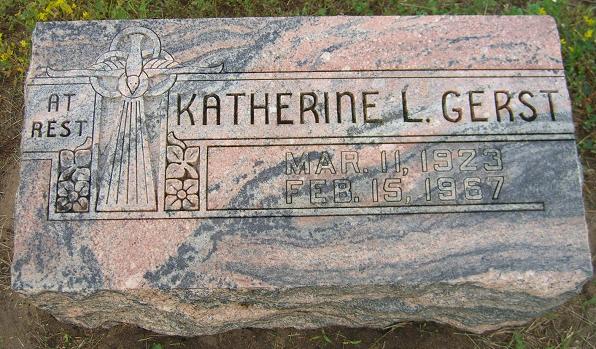 AT
REST
KATHERINE L. GERST
MAR. 11, 1923
FEB. 15, 1967